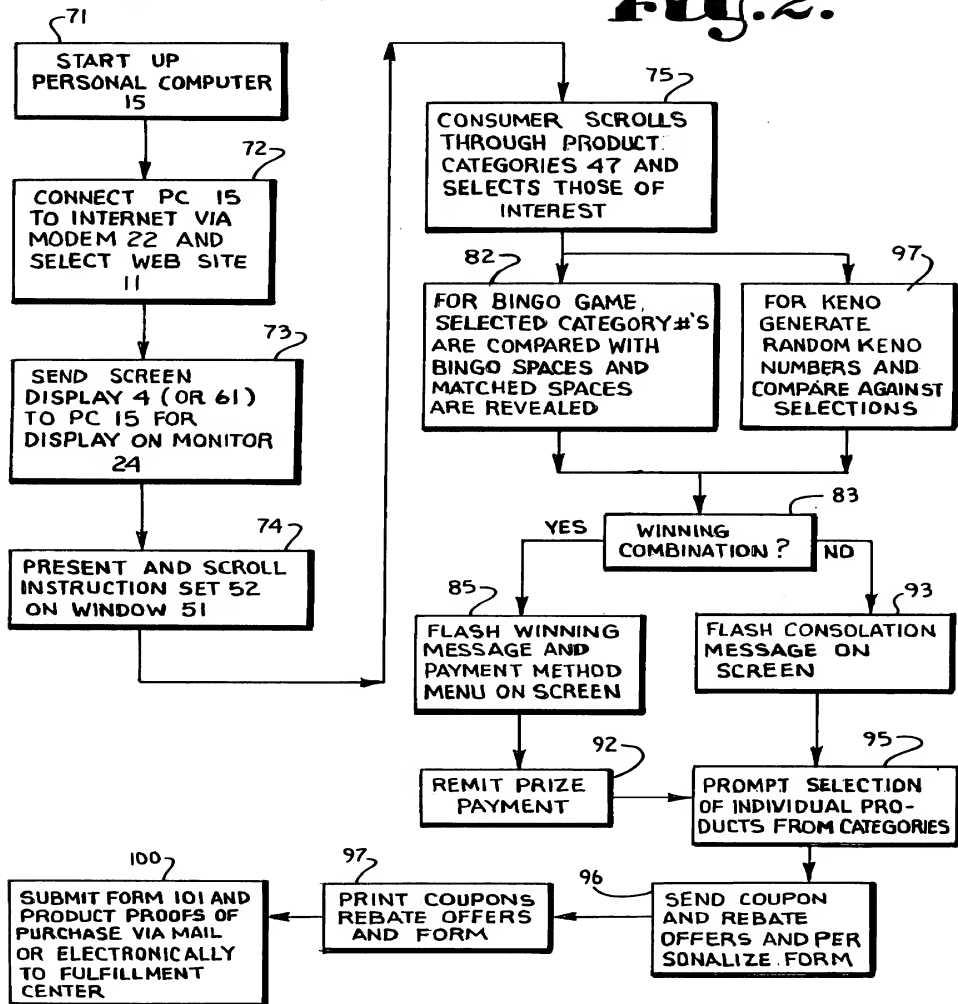 Fig.2.
71
START UP
PERSONAL COMPUTER
15
72
CONNECT PC 15
TO INTERNET VIA
MODEM 22 AND
SELECT WEB SITE
11
73
SEND SCREEN
DISPLAY 4 (OR 61)
TO PC 15 FOR
DISPLAY ON MONITOR
24
74
PRESENT AND SCROLL
INSTRUCTION SET 52
ON WINDOW 51
75
CONSUMER SCROLLS
THROUGH PRODUCT
CATEGORIES 47 AND
SELECTS THOSE OF
INTEREST
82
FOR BINGO GAME,
SELECTED CATEGORY #'S
ARE COMPARED WITH
BINGO SPACES AND
MATCHED SPACES
ARE REVEALED
97
FOR KENO
GENERATE
RANDOM KENO
NUMBERS AND
COMPARE AGAINST
SELECTIONS
83
WINNING
COMBINATION?
YES
NO
85
FLASH WINNING
MESSAGE AND
PAYMENT METHOD
MENU ON SCREEN
93
FLASH CONSOLATION
MESSAGE ON
SCREEN
92
REMIT PRIZE
PAYMENT
95
PROMPT SELECTION
OF INDIVIDUAL PRO-
DUCTS FROM CATEGORIES
96
SEND COUPON
AND REBATE
OFFERS AND PER
SONALIZE FORM
97
PRINT COUPONS
REBATE OFFERS
AND FORM
100
SUBMIT FORM 101 AND
PRODUCT PROOFS OF
PURCHASE VIA MAIL
OR ELECTRONICALLY
TO FULFILLMENT
CENTER